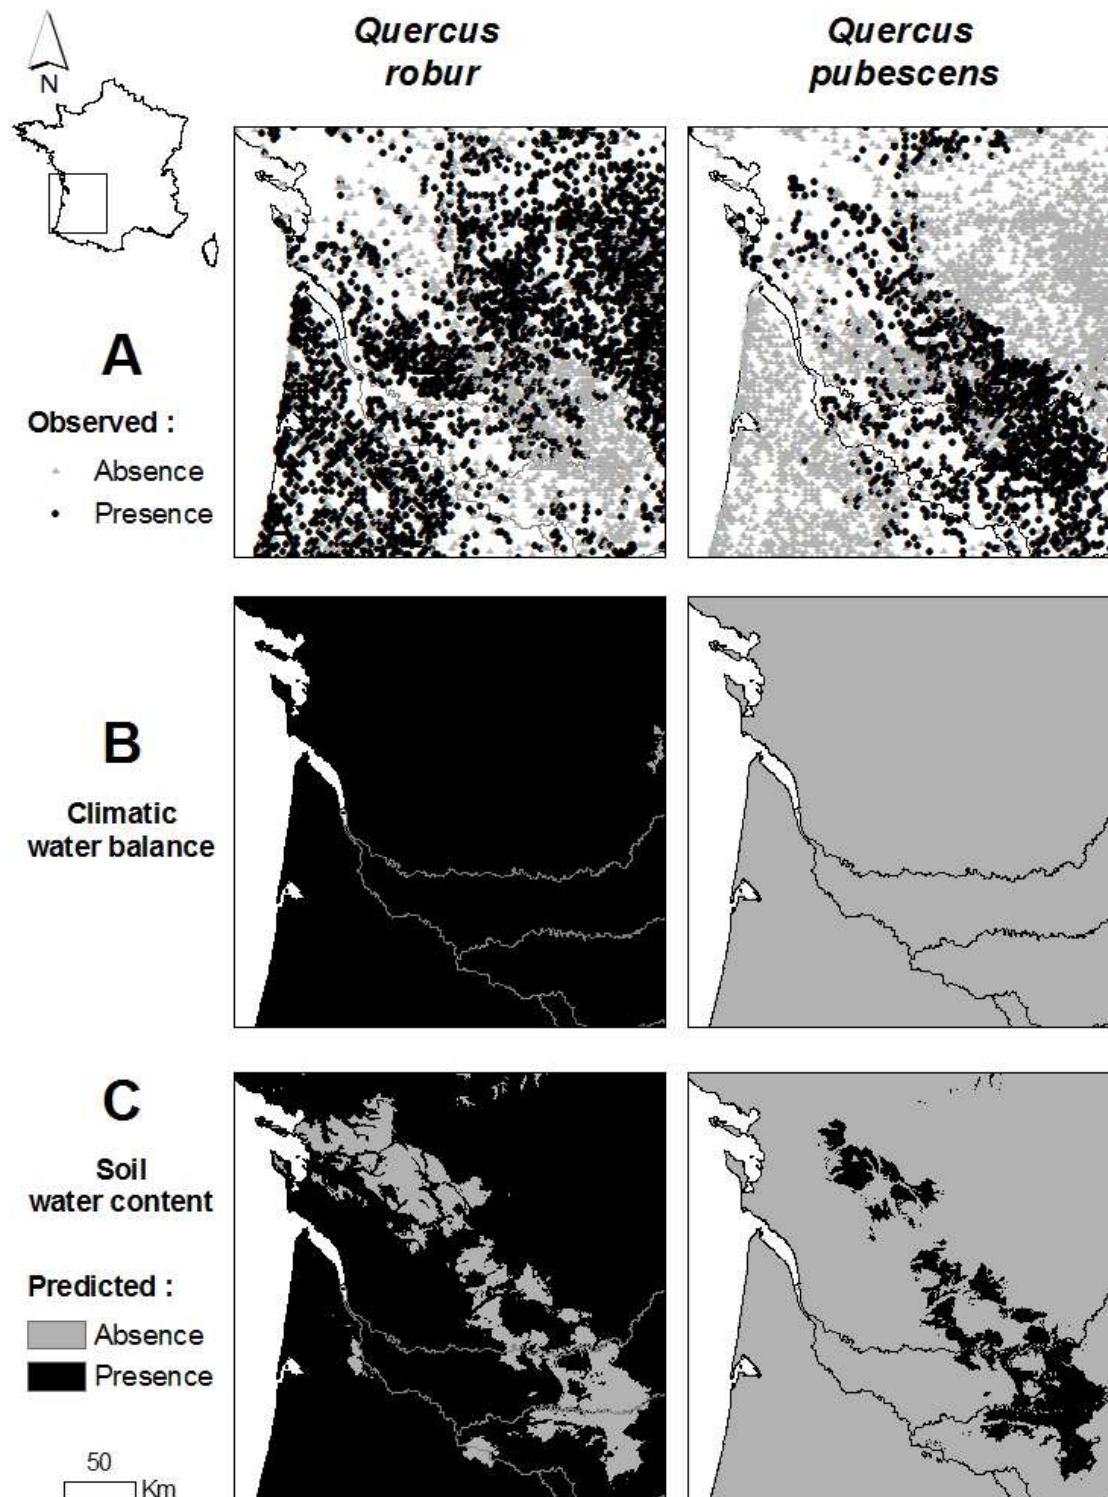 Quercus
robur
Quercus
pubescens
N
A
Observed :
Absence
Presence
B
Climatic
water balance
C
Soil
water content
Predicted :
Absence
Presence
50
Km